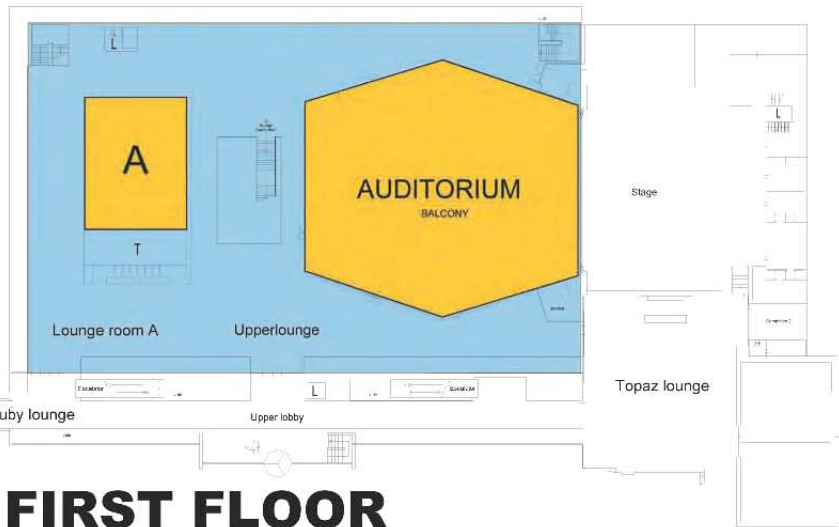 L
A
AUDITORIUM
BALCONY
Stage
L
T
Lounge room A
Upperlounge
Topaz lounge
Escalator
L
Escalator
uby lounge
Upper lobby
FIRST FLOOR